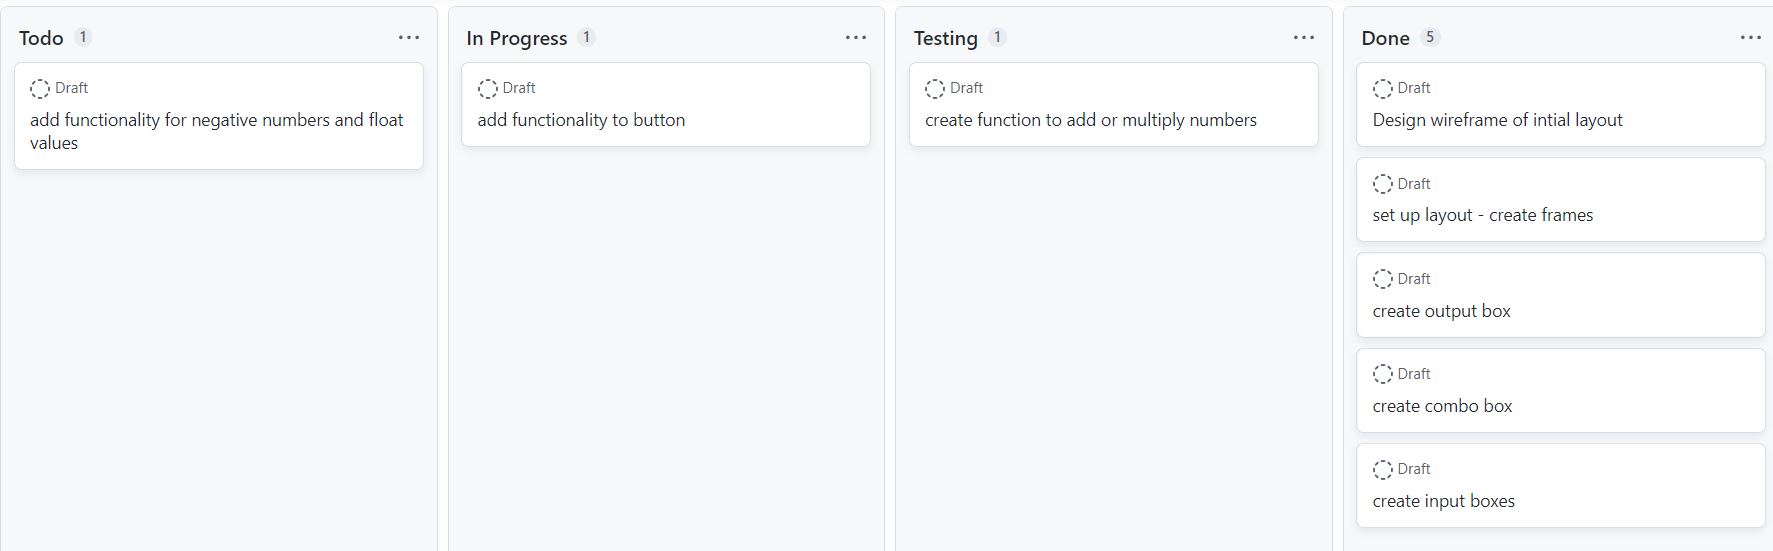 Todo 1
Draft
add functionality for negative numbers and float
values
In Progress 1
Draft
add functionality to button
Testing 1
Draft
create function to add or multiply numbers
Done 5
Draft
Design wireframe of intial layout
Draft
set up layout - create frames
Draft
create output box
Draft
create combo box
Draft
create input boxes